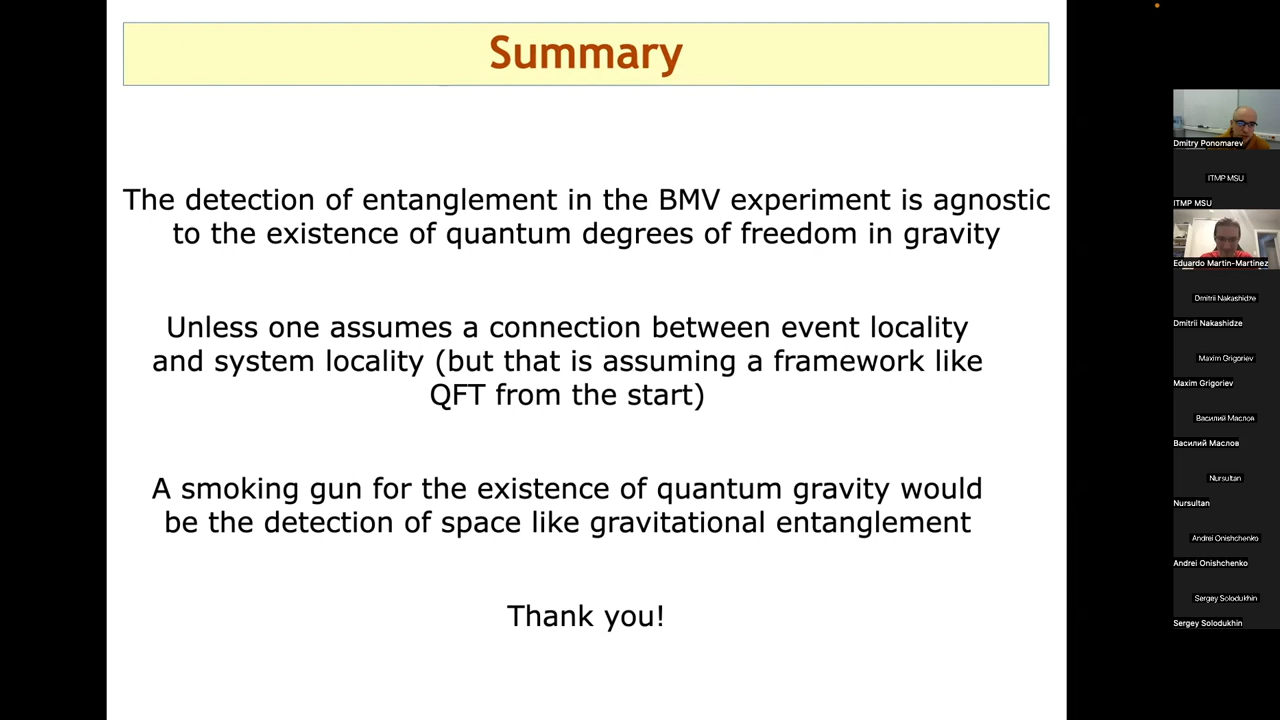 Summary
The detection of entanglement in the BMV experiment is agnostic
to the existence of quantum degrees of freedom in gravity
Unless one assumes a connection between event locality
and system locality (but that is assuming a framework like
QFT from the start)
A smoking gun for the existence of quantum gravity would
be the detection of space like gravitational entanglement
Thank you!
Dmitry Ponomarev
ITMP MSU
ITMP MSU
Eduardo Martin-Martinez
Dmitrii Nakashidze
Dmitrii Nakashidze
Maxim Grigoriev
Maxim Grigoriev
Василий Маслов
Василий Маслов
Nursultan
Nursultan
Andrei Onishchenko
Andrei Onishchenko
Sergey Solodukhin
Sergey Solodukhin